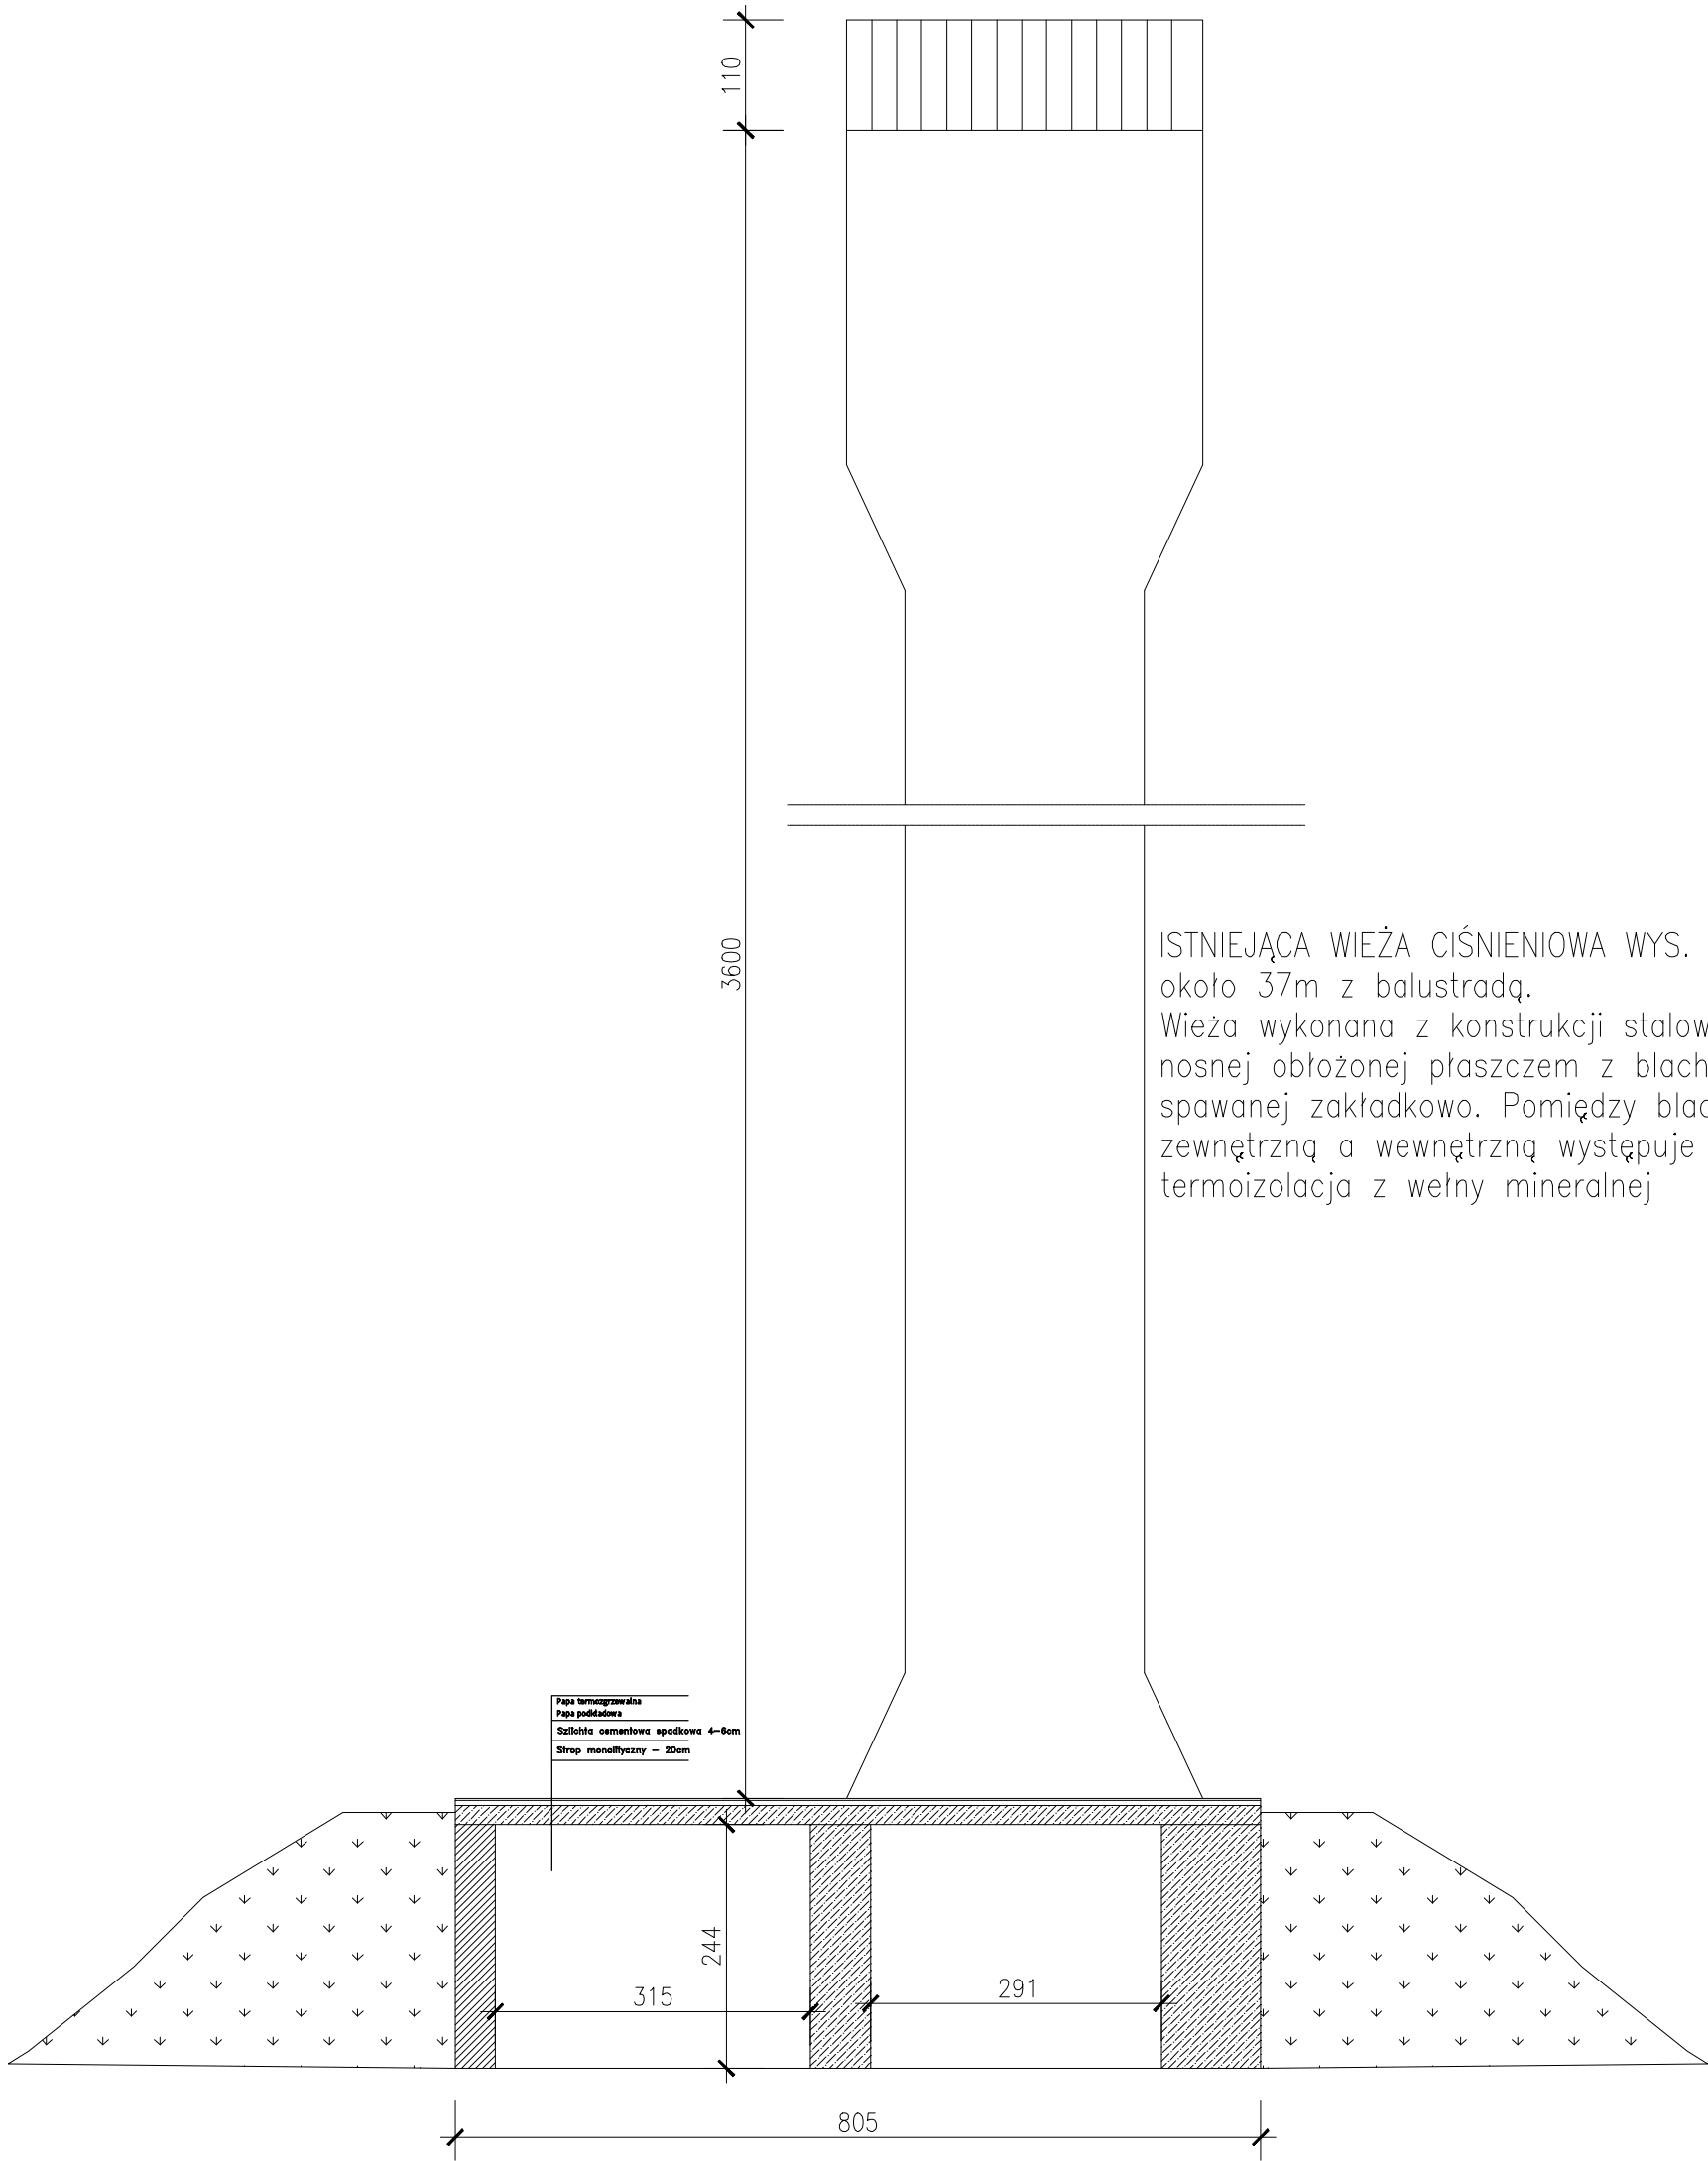 110
3600
ISTNIEJĄCA WIEŻA CIŚNIENIOWA WYS.
około 37m z balustradą.
Wieża wykonana z konstrukcji stalow
nosnej obłożonej płaszczem z blach
spawanej zakładkowo. Pomiędzy blac
zewnętrzną a wewnętrzną występuje
termoizolacja z wełny mineralnej
Papa termozgrzewalna
Papa podkładowa
Szlichta cementowa spadkowa 4-6cm
Strop monolityczny - 20cm
244
315
291
805